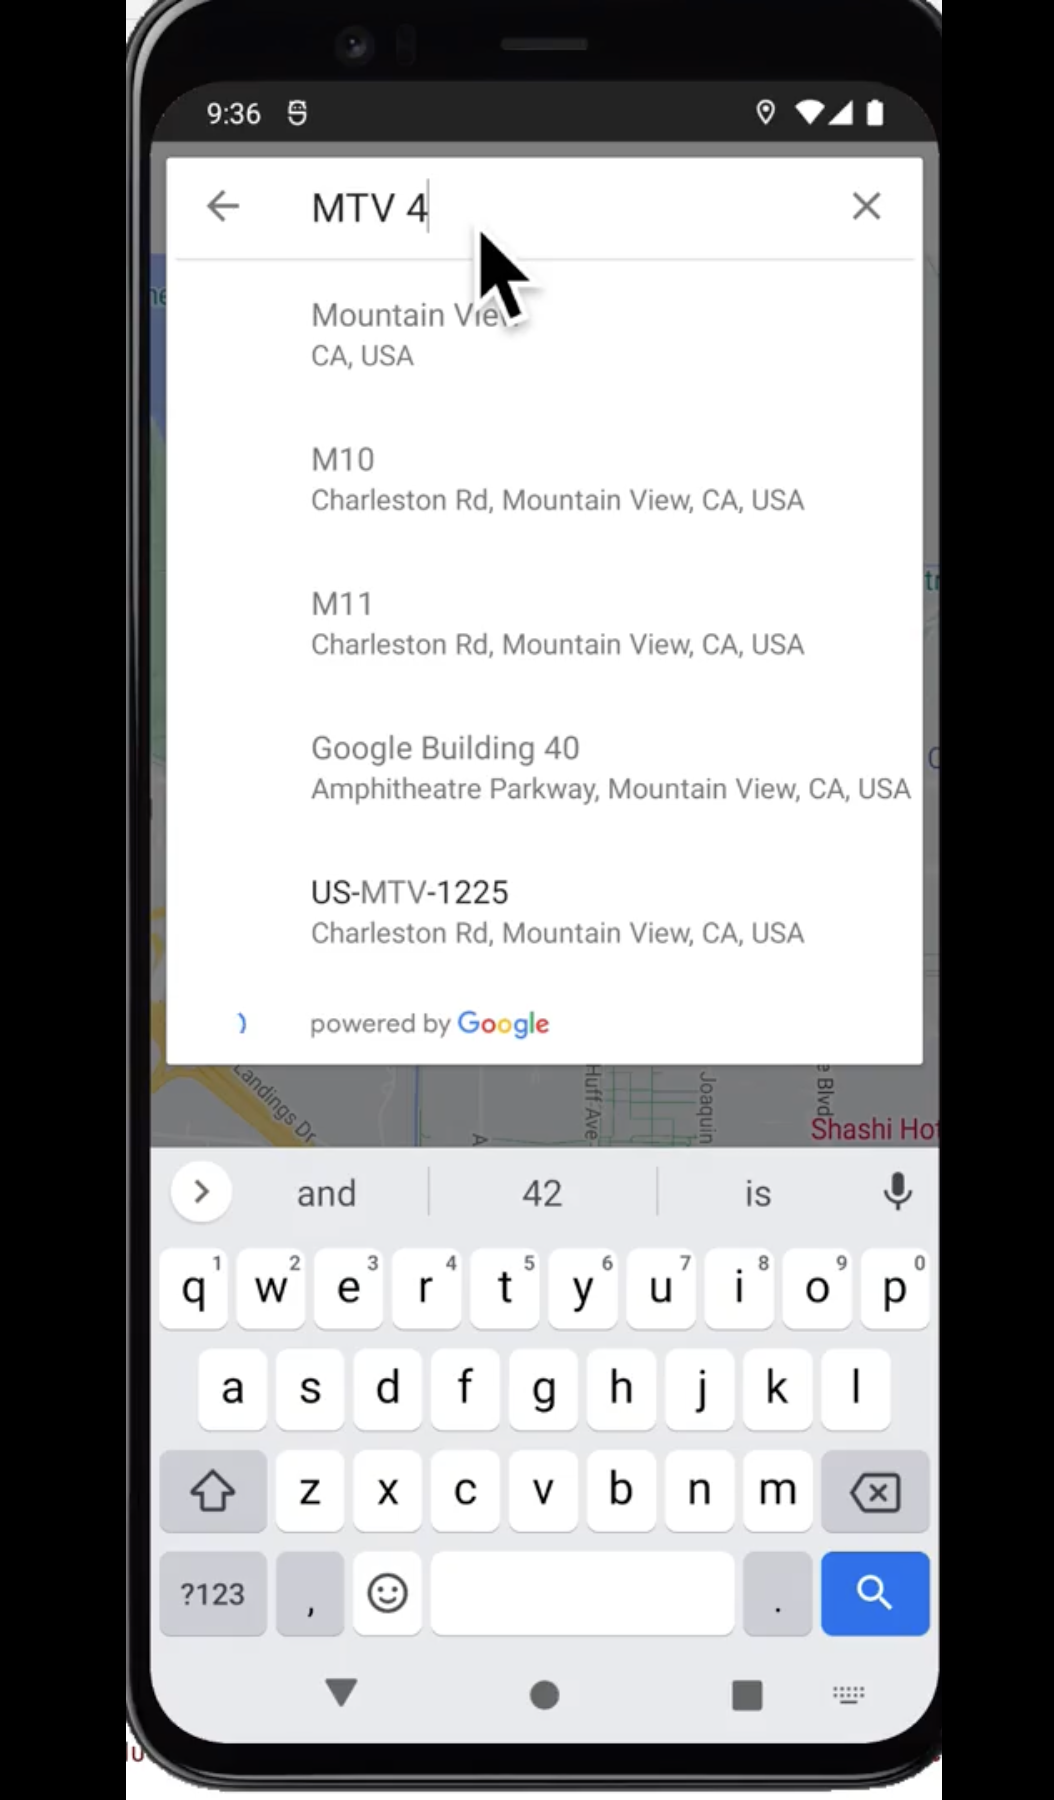 9:36
MTV 4
Mountain View
CA, USA
M10
Charleston Rd, Mountain View, CA, USA
M11
Charleston Rd, Mountain View, CA, USA
Google Building 40
Amphitheatre Parkway, Mountain View, CA, USA
US-MTV-1225
Charleston Rd, Mountain View, CA, USA
powered by Google
Landings Dr
Huff Ave
Joaquin
e Blvd
Shashi Hot
and 42 is
q 1 w 2 e 3 r 4 t 5 y 6 u 7 i 8 o 9 p 0
a s d f g h j k l
z x c v b n m
?123 , .